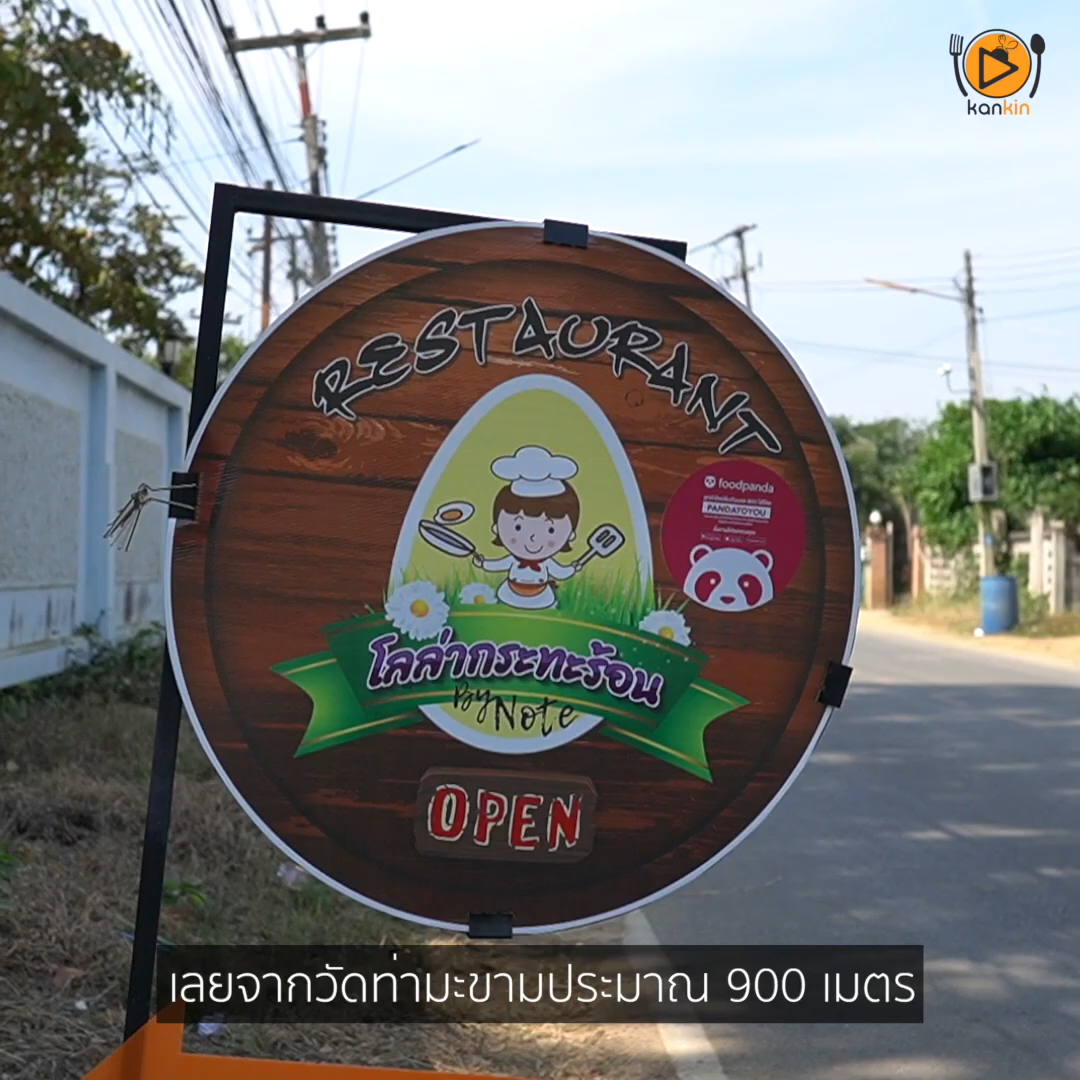 kankin
RESTAURANT
foodpanda
PANDATOYOU
โลล่ากระทะร้อน
By Note
OPEN
เลยจากวัดท่ามะขามประมาณ 900 เมตร